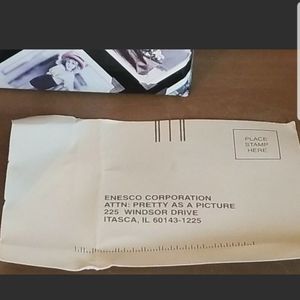 PLACE
STAMP
HERE
ENESCO CORPORATION
ATTN: PRETTY AS A PICTURE
225 WINDSOR DRIVE
ITASCA, IL 60143-1225